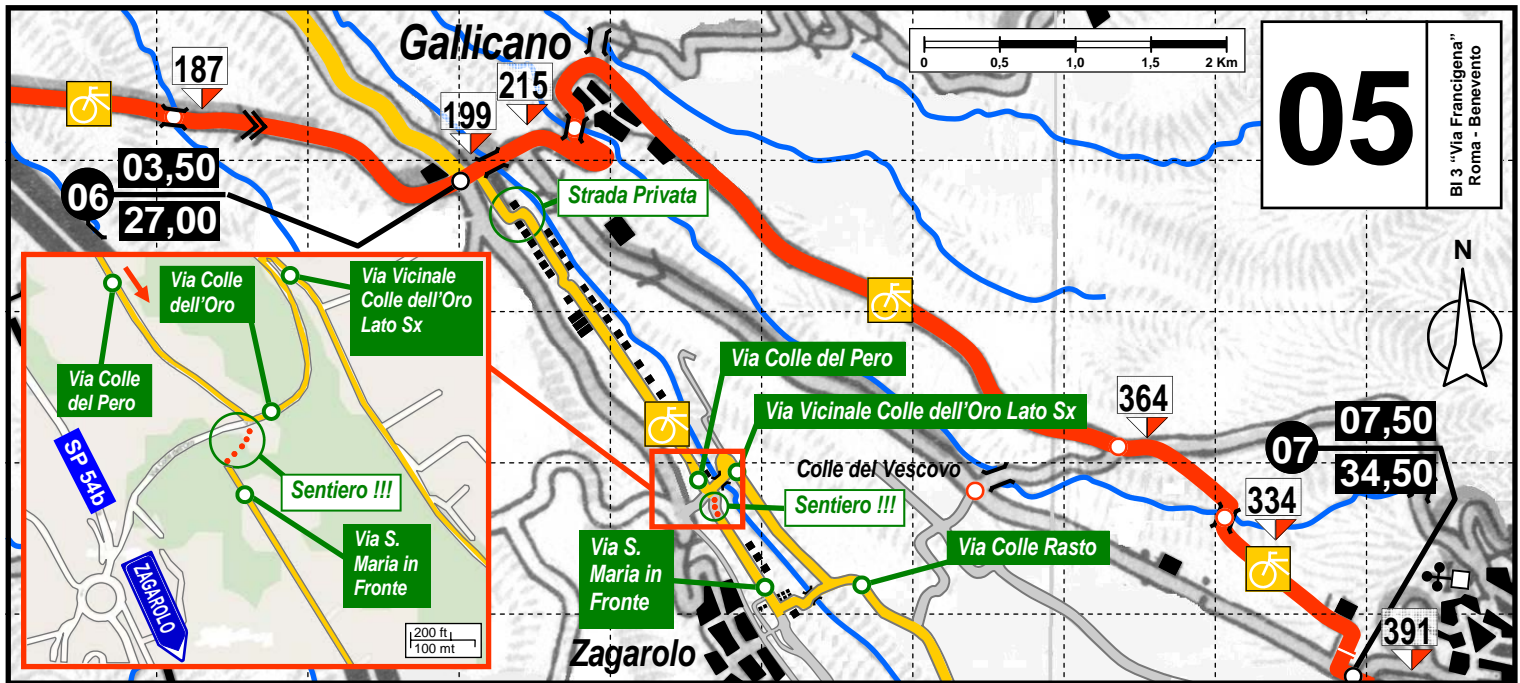 Gallicano
187
215
199
0
0,5
1,0
1,5
2 Km
05
BI 3 "Via Francigena"
Roma - Benevento
06
03,50
27,00
Strada Privata
N
Via Colle
dell'Oro
Via Vicinale
Colle dell'Oro
Lato Sx
Via Colle
del Pero
SP 54b
Sentiero !!!
Via S.
Maria in
Fronte
ZAGAROLO
200 ft
100 mt
Via Colle del Pero
Via Vicinale Colle dell'Oro Lato Sx
Colle del Vescovo
Sentiero !!!
Via S.
Maria in
Fronte
Via Colle Rasto
Zagarolo
364
07
07,50
34,50
334
391